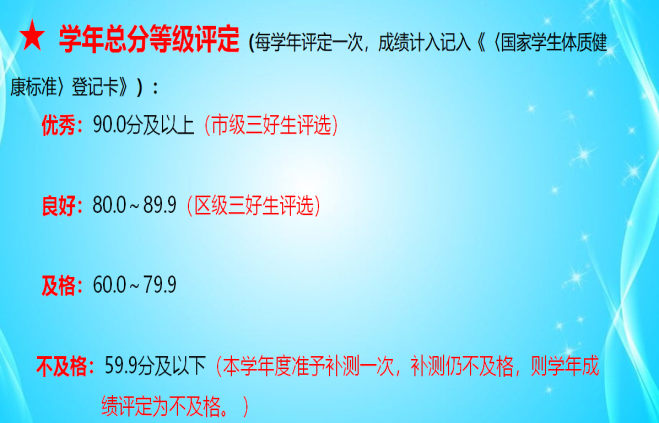 ★ 学年总分等级评定（每学年评定一次，成绩计入记入《〈国家学生体质健
康标准〉登记卡》）：
优秀：90.0分及以上（市级三好生评选）
良好：80.0～89.9（区级三好生评选）
及格：60.0～79.9
不及格：59.9分及以下（本学年度准予补测一次，补测仍不及格，则学年成
绩评定为不及格。）